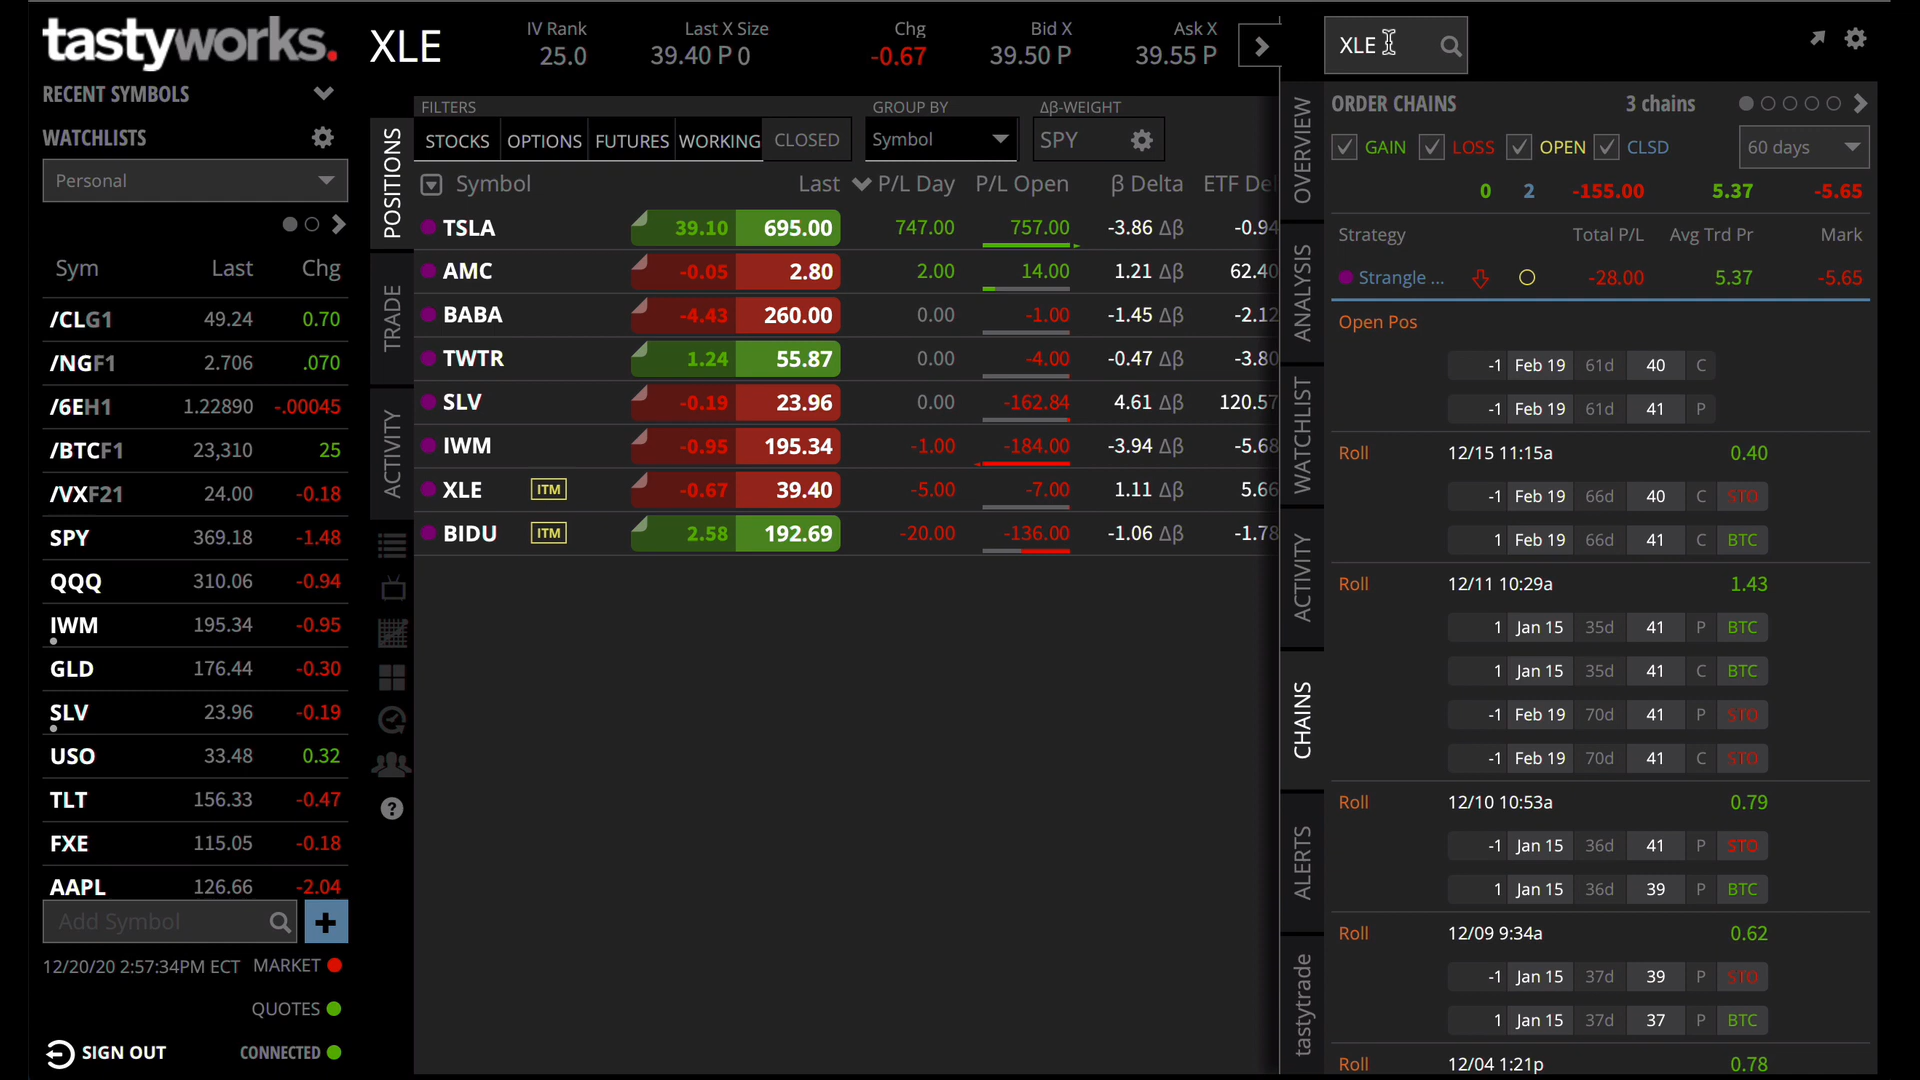 tastyworks.
RECENT SYMBOLS
WATCHLISTS
Personal
Sym Last Chg
/CLG1 49.24 0.70
/NGF1 2.706 .070
/6EH1 1.22890 -.00045
/BTCF1 23,310 25
/VXF21 24.00 -0.18
SPY 369.18 -1.48
QQQ 310.06 -0.94
IWM 195.34 -0.95
GLD 176.44 -0.30
SLV 23.96 -0.19
USO 33.48 0.32
TLT 156.33 -0.47
FXE 115.05 -0.18
AAPL 126.66 -2.04
Add Symbol
12/20/20 2:57:34PM ECT MARKET
QUOTES
SIGN OUT CONNECTED
XLE
IV Rank Last X Size Chg Bid X Ask X
25.0 39.40 P 0 -0.67 39.50 P 39.55 P
POSITIONS
TRADE
ACTIVITY
FILTERS GROUP BY Δβ-WEIGHT
STOCKS OPTIONS FUTURES WORKING CLOSED Symbol SPY
Symbol Last P/L Day P/L Open β Delta ETF Del
TSLA 39.10 695.00 747.00 757.00 -3.86 Δβ -0.94
AMC -0.05 2.80 2.00 14.00 1.21 Δβ 62.40
BABA -4.43 260.00 0.00 -1.00 -1.45 Δβ -2.12
TWTR 1.24 55.87 0.00 -4.00 -0.47 Δβ -3.80
SLV -0.19 23.96 0.00 -162.84 4.61 Δβ 120.57
IWM -0.95 195.34 -1.00 -184.00 -3.94 Δβ -5.68
XLE ITM -0.67 39.40 -5.00 -7.00 1.11 Δβ 5.66
BIDU ITM 2.58 192.69 -20.00 -136.00 -1.06 Δβ -1.78
OVERVIEW
ANALYSIS
WATCHLIST
ACTIVITY
CHAINS
ALERTS
tastytrade
XLE
ORDER CHAINS 3 chains
GAIN LOSS OPEN CLSD 60 days
0 2 -155.00 5.37 -5.65
Strategy Total P/L Avg Trd Pr Mark
Strangle ... -28.00 5.37 -5.65
Open Pos
-1 Feb 19 61d 40 C
-1 Feb 19 61d 41 P
Roll 12/15 11:15a 0.40
-1 Feb 19 66d 40 C STO
1 Feb 19 66d 41 C BTC
Roll 12/11 10:29a 1.43
1 Jan 15 35d 41 P BTC
1 Jan 15 35d 41 C BTC
-1 Feb 19 70d 41 P STO
-1 Feb 19 70d 41 C STO
Roll 12/10 10:53a 0.79
-1 Jan 15 36d 41 P STO
1 Jan 15 36d 39 P BTC
Roll 12/09 9:34a 0.62
-1 Jan 15 37d 39 P STO
1 Jan 15 37d 37 P BTC
Roll 12/04 1:21p 0.78